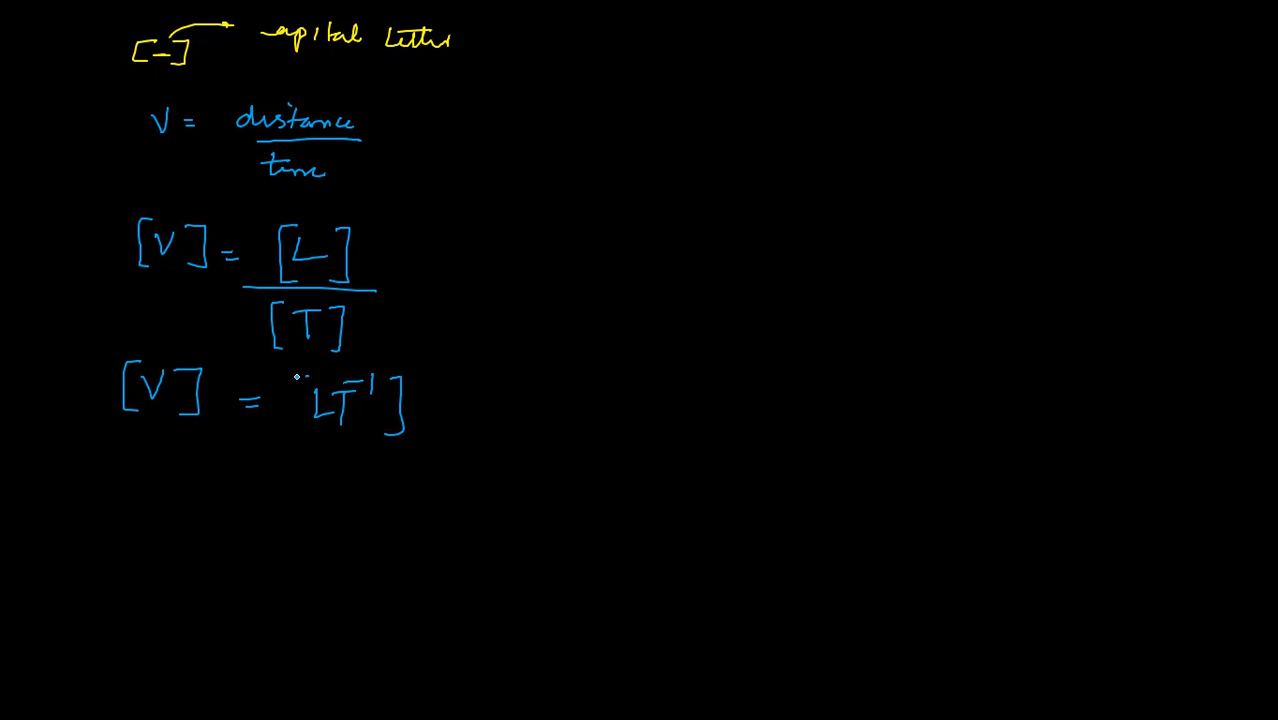 [-] → capital Letter
V = distance
time
[V] = [L]
[T]
[V] = LT⁻¹]